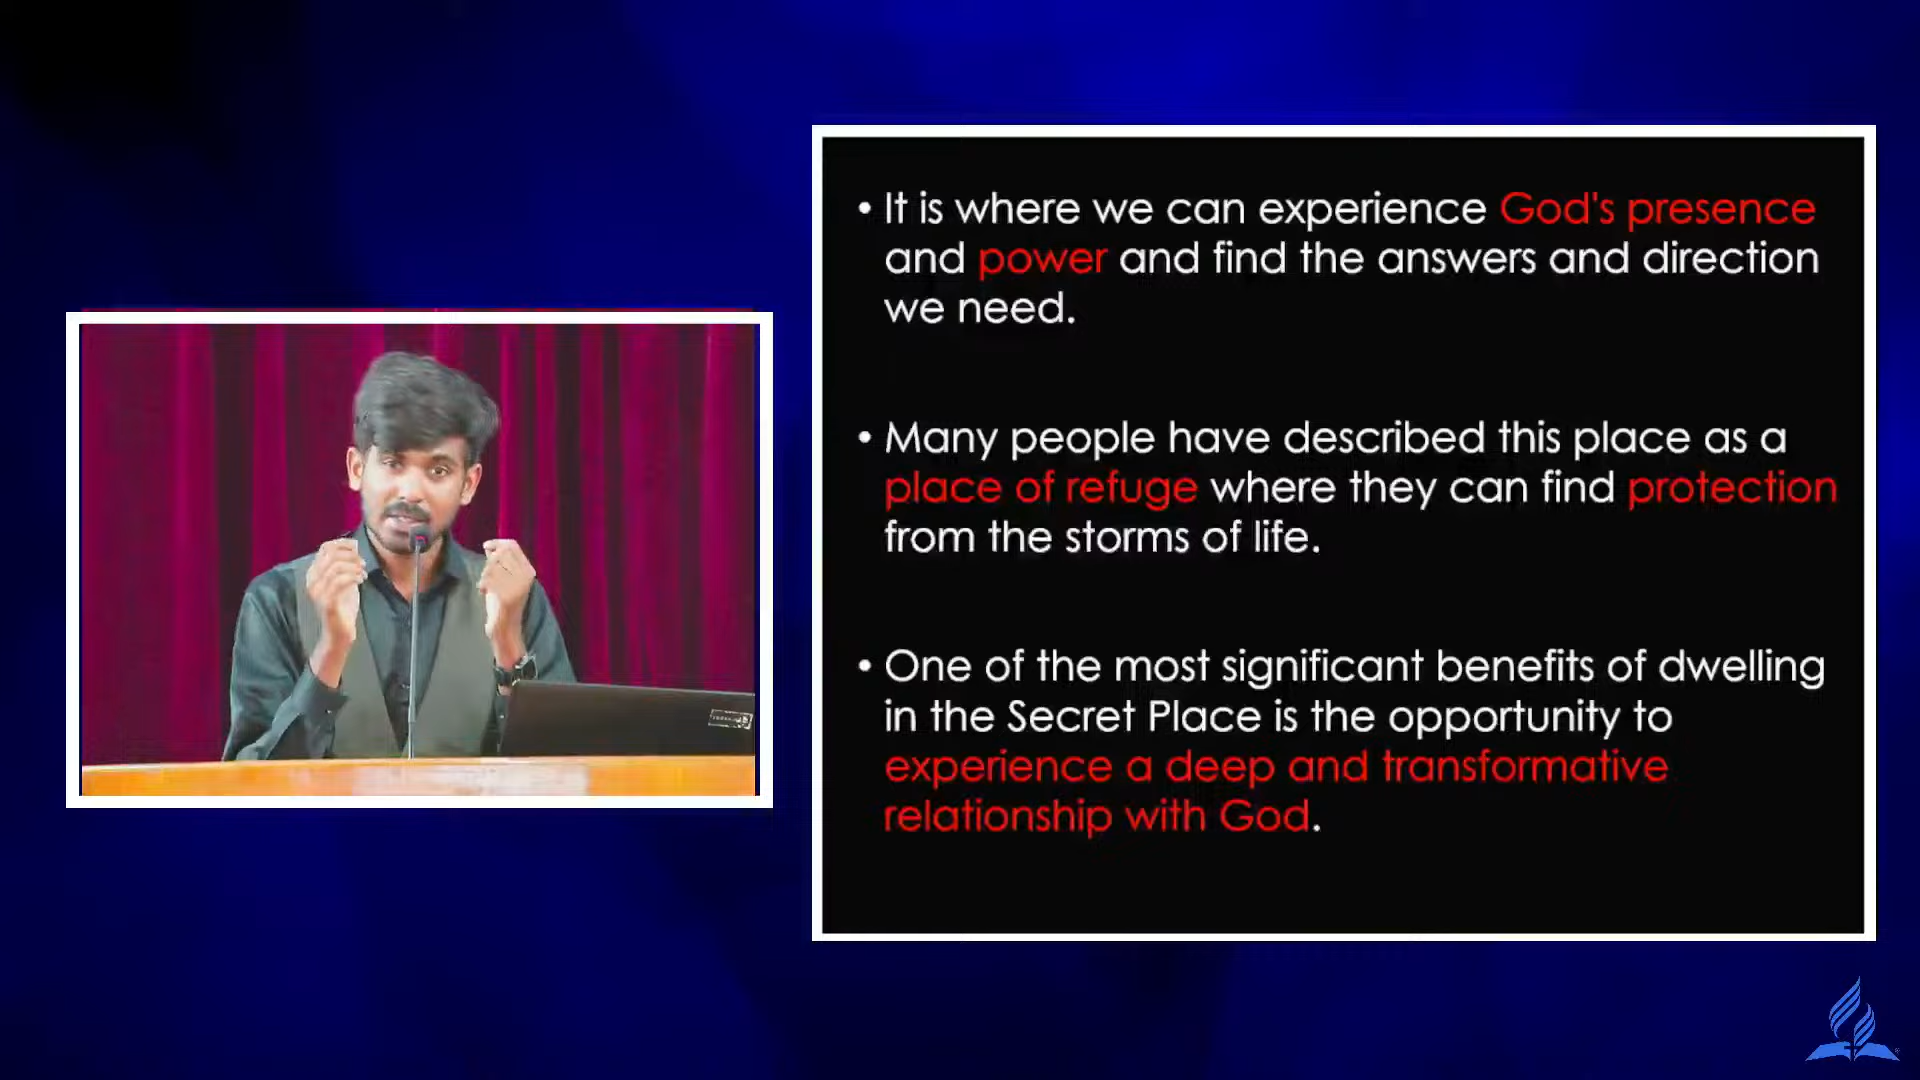 • It is where we can experience God's presence
and power and find the answers and direction
we need.
• Many people have described this place as a
place of refuge where they can find protection
from the storms of life.
• One of the most significant benefits of dwelling
in the Secret Place is the opportunity to
experience a deep and transformative
relationship with God.